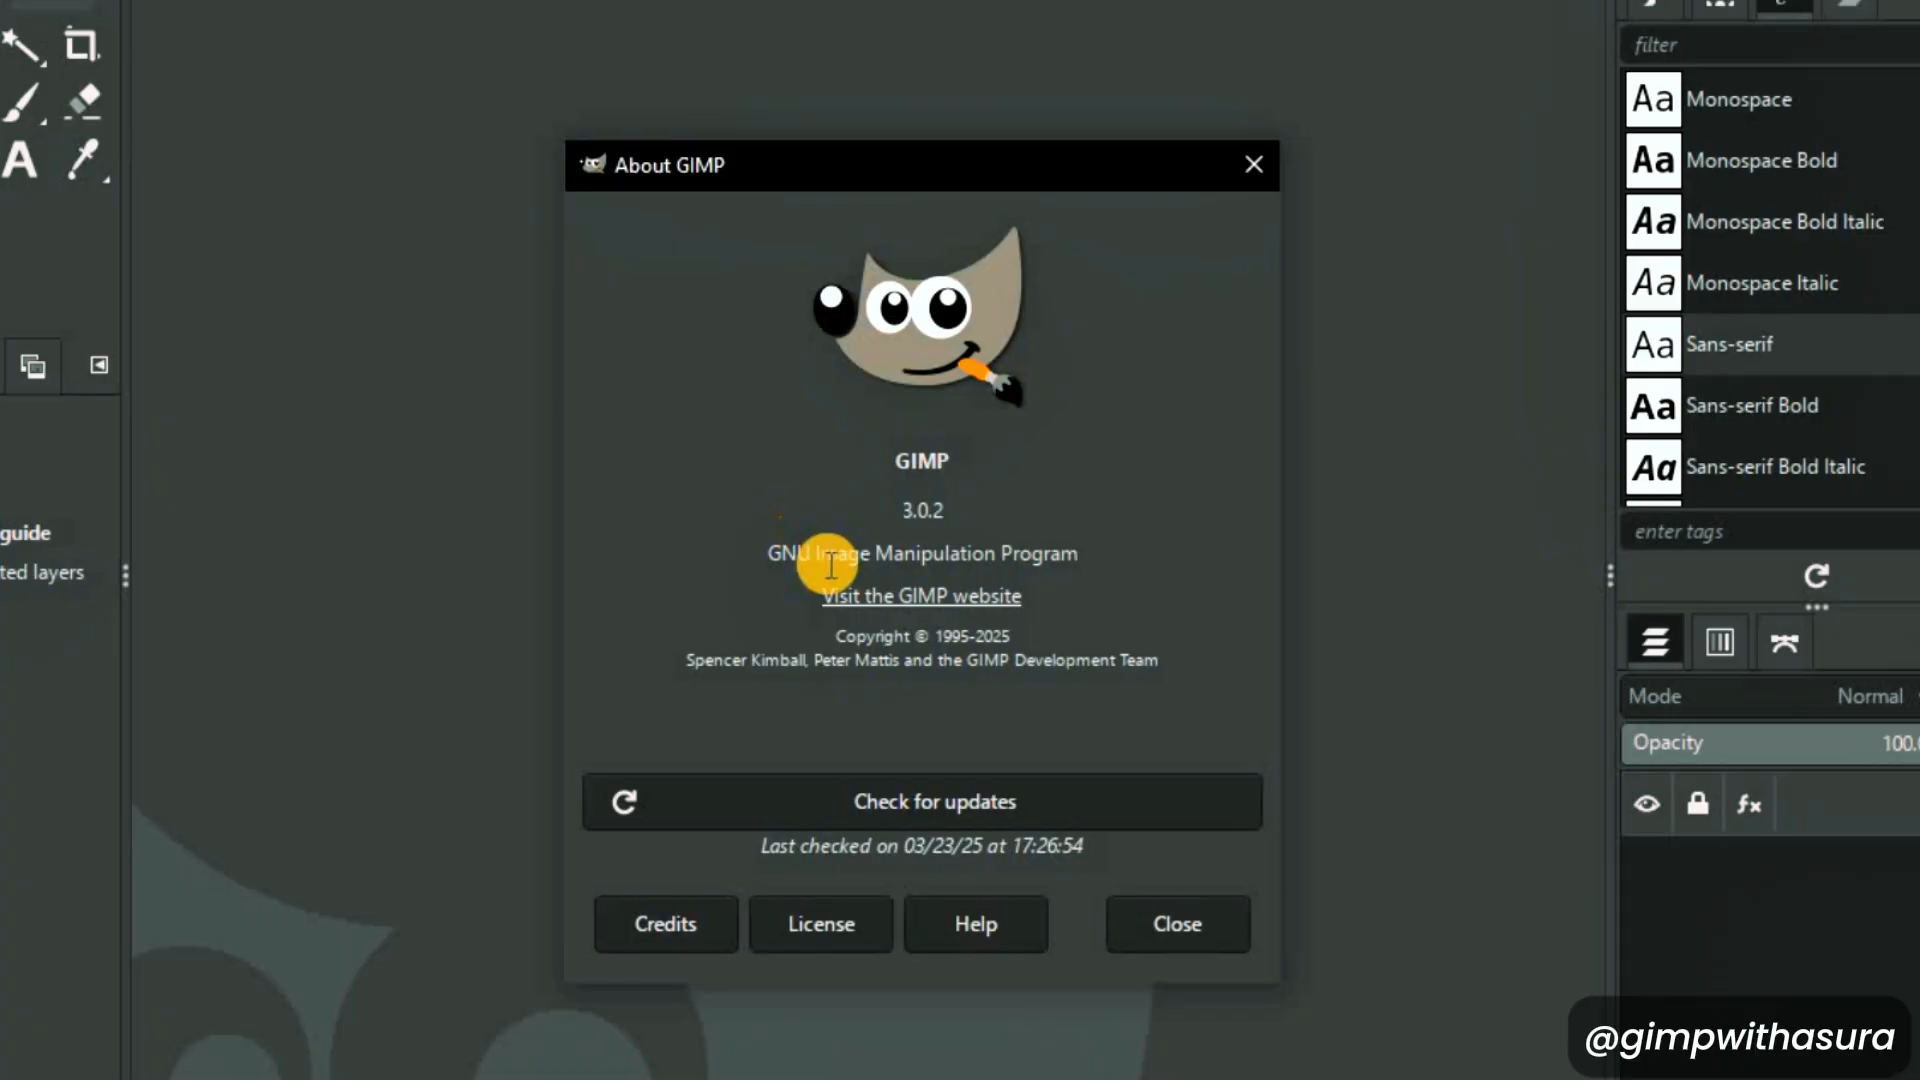 filter
Aa Monospace
Aa Monospace Bold
Aa Monospace Bold Italic
Aa Monospace Italic
Aa Sans-serif
Aa Sans-serif Bold
Aa Sans-serif Bold Italic
enter tags
Mode Normal
Opacity 100.
fx
A
guide
ted layers
About GIMP
GIMP
3.0.2
GNU Image Manipulation Program
Visit the GIMP website
Copyright © 1995-2025
Spencer Kimball, Peter Mattis and the GIMP Development Team
Check for updates
Last checked on 03/23/25 at 17:26:54
Credits License Help Close
@gimpwithasura